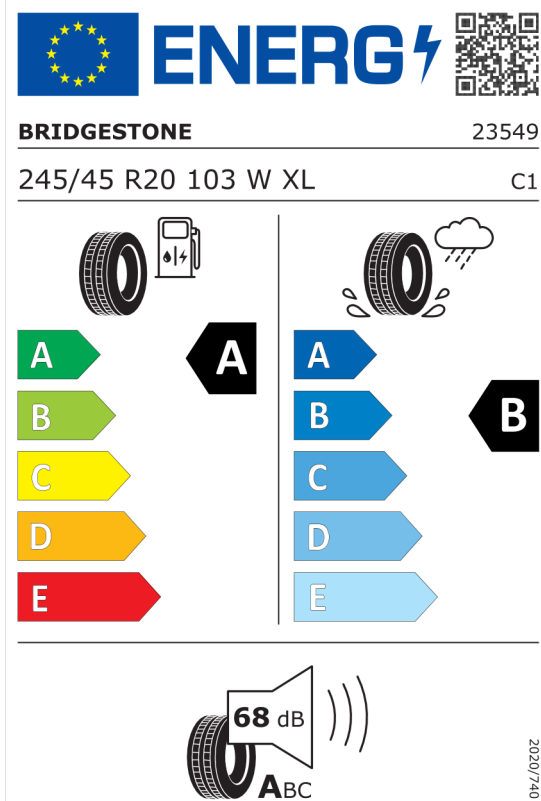 ENERG
BRIDGESTONE 23549
245/45 R20 103 W XL C1
A A A
B B B
C C
D D
E E
68 dB
ABC
2020/740